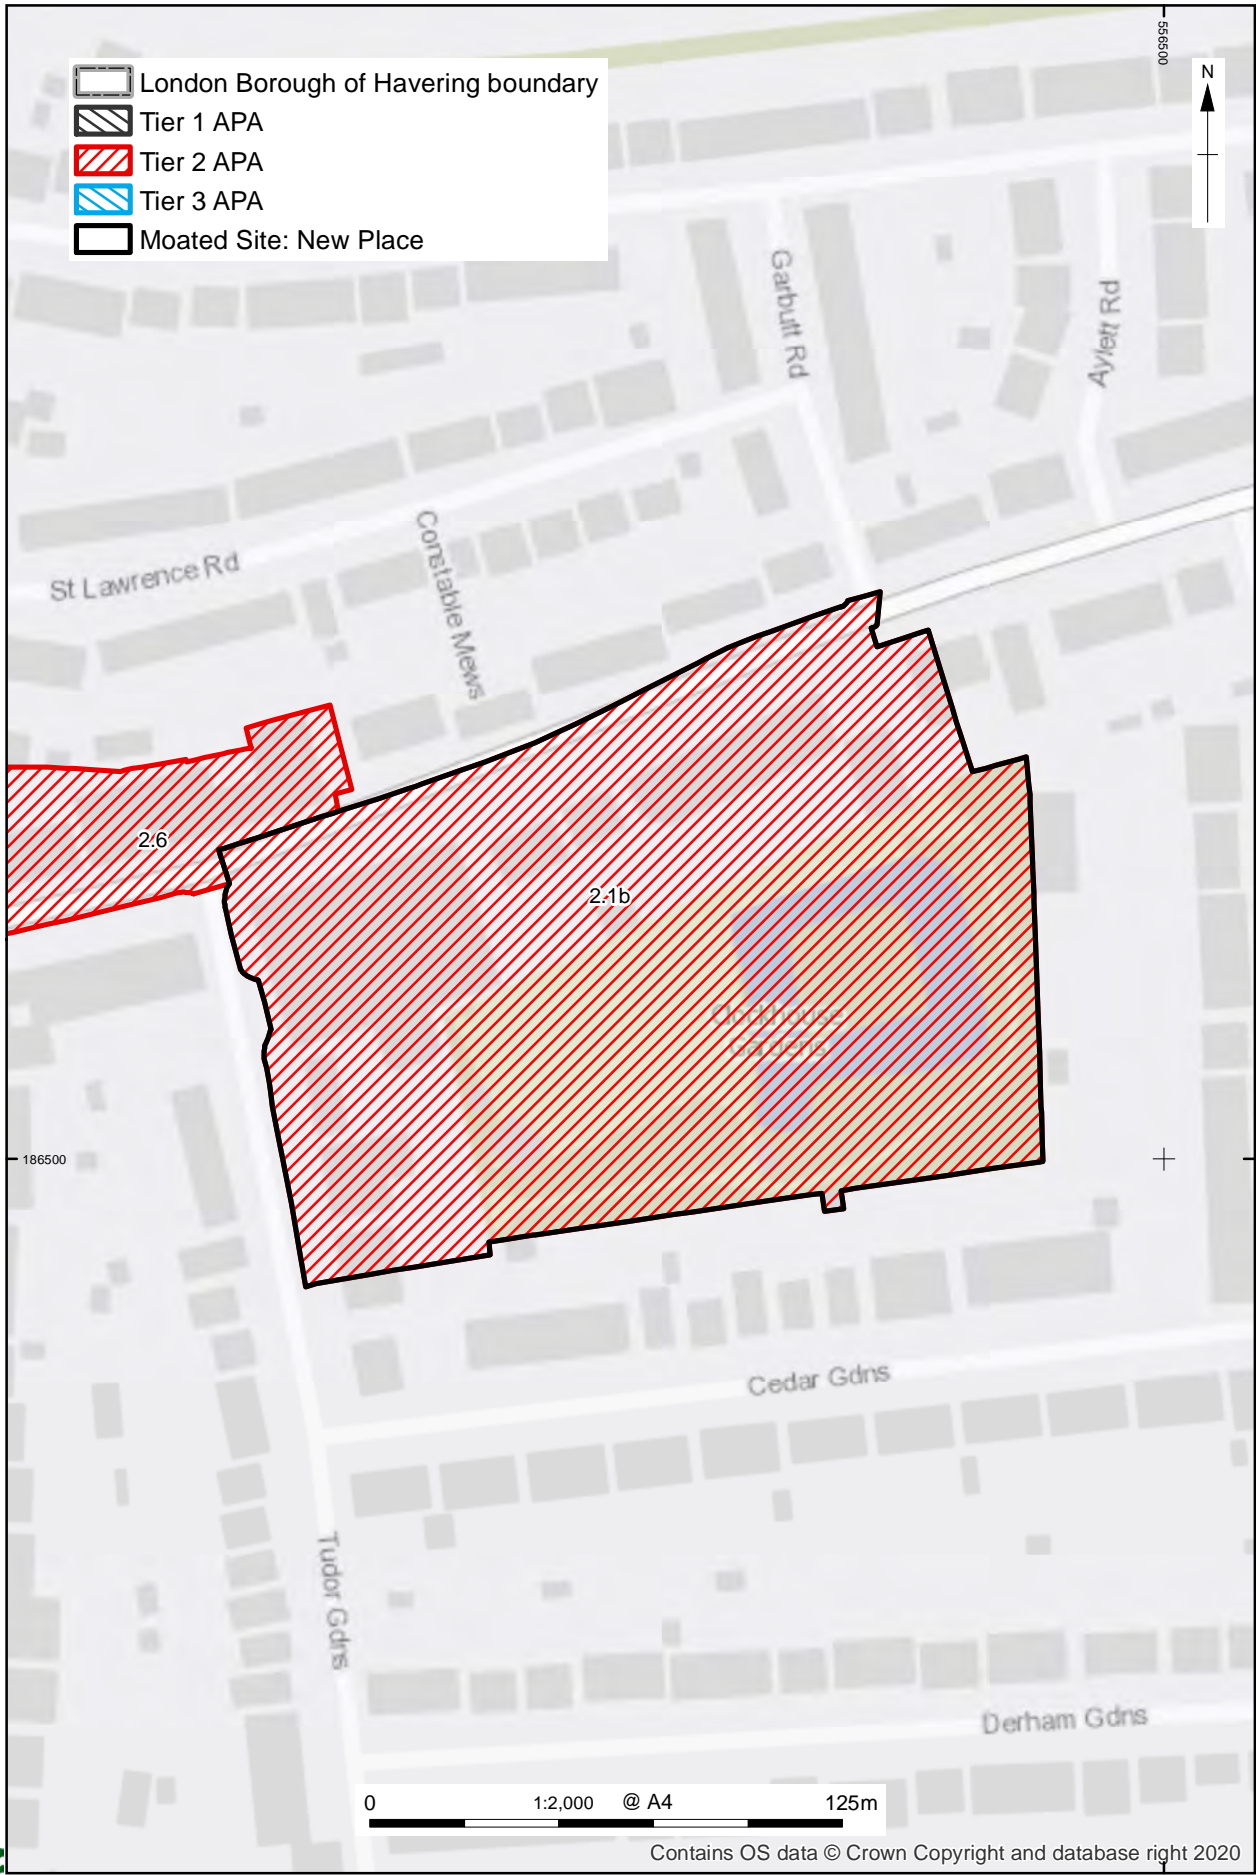 556500
N
London Borough of Havering boundary
Tier 1 APA
Tier 2 APA
Tier 3 APA
Moated Site: New Place
Garbutt Rd
Aylett Rd
Constable Mews
St Lawrence Rd
2.6
2.1b
Clockhouse
Gardens
186500
Cedar Gdns
Tudor Gdns
Derham Gdns
0 1:2,000 @ A4 125m
Contains OS data © Crown Copyright and database right 2020